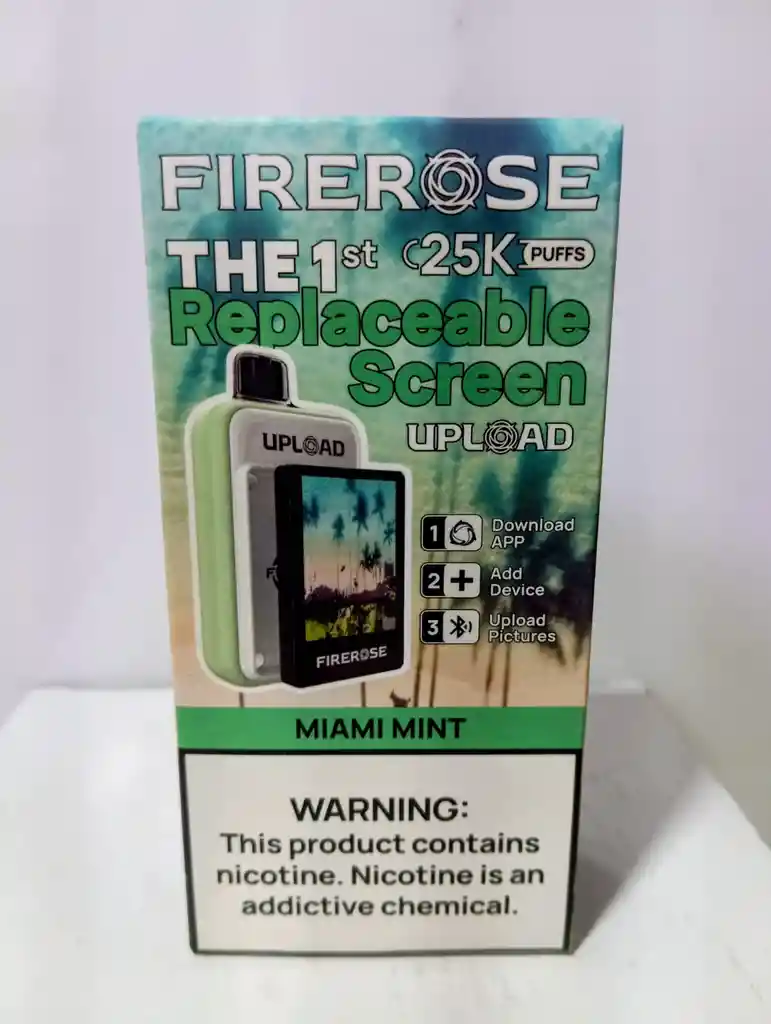 FIREROSE
THE 1st 25K PUFFS
Replaceable
Screen
UPLOAD
UPLOAD
FIREROSE
1 Download
APP
2 + Add
Device
3 Upload
Pictures
MIAMI MINT
WARNING:
This product contains
nicotine. Nicotine is an
addictive chemical.